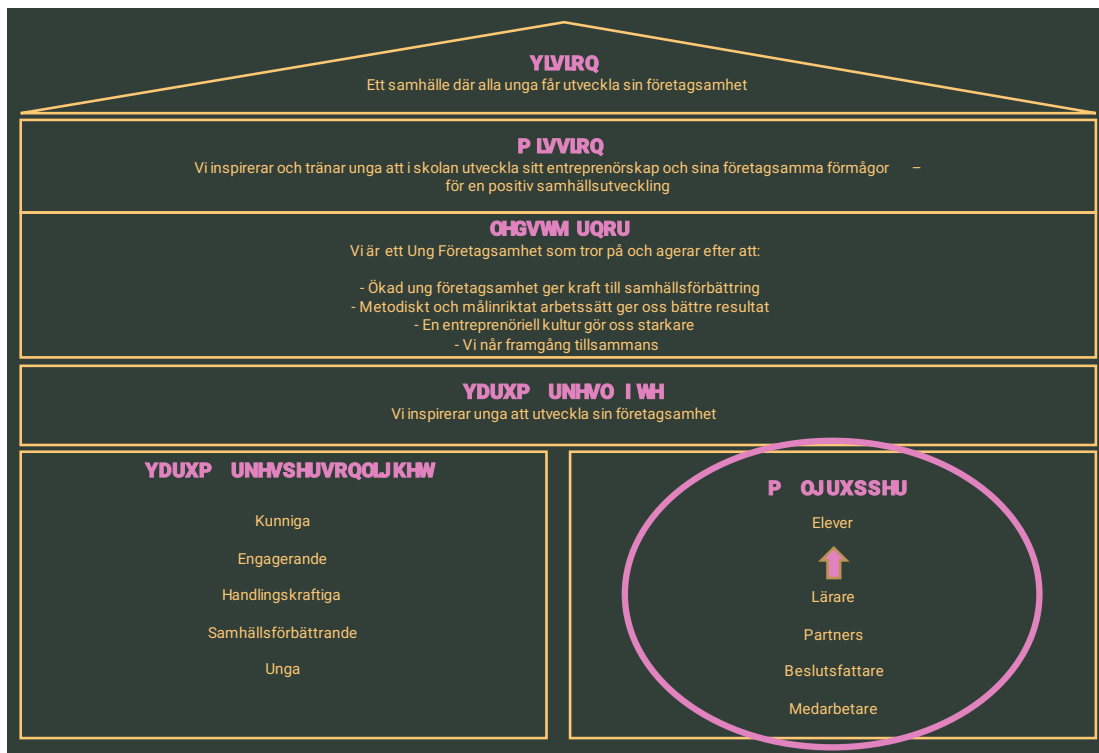 YLVLRQ
Ett samhälle där alla unga får utveckla sin företagsamhet
P LVVLRQ
Vi inspirerar och tränar unga att i skolan utveckla sitt entreprenörskap och sina företagsamma förmågor –
för en positiv samhällsutveckling
OHGVWM UQRU
Vi är ett Ung Företagsamhet som tror på och agerar efter att:
- Ökad ung företagsamhet ger kraft till samhällsförbättring
- Metodiskt och målinriktat arbetssätt ger oss bättre resultat
- En entreprenöriell kultur gör oss starkare
- Vi når framgång tillsammans
YDUXP UNHVO I WH
Vi inspirerar unga att utveckla sin företagsamhet
YDUXP UNHVSHUVRQOLJKHW
Kunniga
Engagerande
Handlingskraftiga
Samhällsförbättrande
Unga
P OJUXSSHU
Elever
Lärare
Partners
Beslutsfattare
Medarbetare